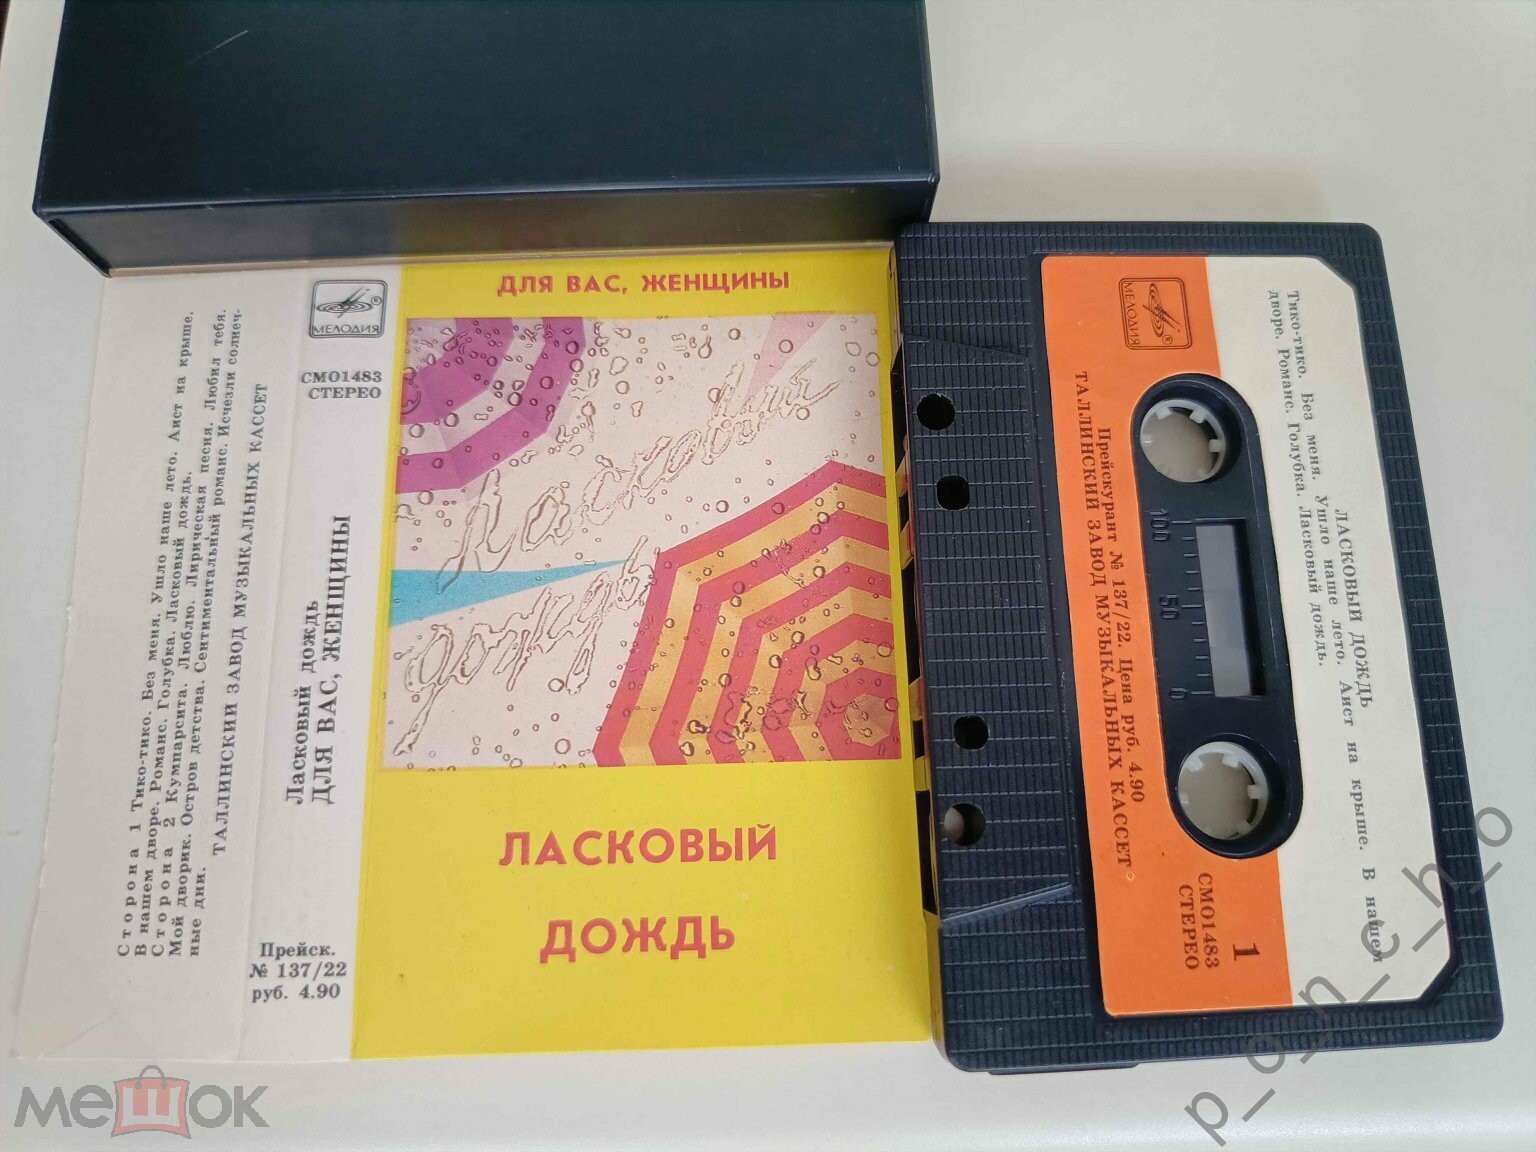 ДЛЯ ВАС, ЖЕНЩИНЫ
Ласковый
дождь
ЛАСКОВЫЙ
ДОЖДЬ
МЕЛОДИЯ
СМ01483
СТЕРЕО
Ласковый дождь
ДЛЯ ВАС, ЖЕНЩИНЫ
Прейск.
№ 137/22
руб. 4.90
Сторона 1 Тико-тико. Без меня. Ушло наше лето. Аист на крыше.
В нашем дворе. Романс. Голубка. Ласковый дождь.
Сторона 2 Кумпарсита. Люблю. Лирическая песня. Любил тебя.
Мой дворик. Остров детства. Сентиментальный романс. Исчезли солнеч-
ные дни.
ТАЛЛИНСКИЙ ЗАВОД МУЗЫКАЛЬНЫХ КАССЕТ
ЛАСКОВЫЙ ДОЖДЬ
Тико-тико. Без меня. Ушло наше лето. Аист на крыше. В нашем
дворе. Романс. Голубка. Ласковый дождь.
МЕЛОДИЯ
1
СМ01483
СТЕРЕО
100 50 0
Прейскурант № 137/22. Цена руб. 4.90
ТАЛЛИНСКИЙ ЗАВОД МУЗЫКАЛЬНЫХ КАССЕТ
мешок
p_o_n_c_h_o